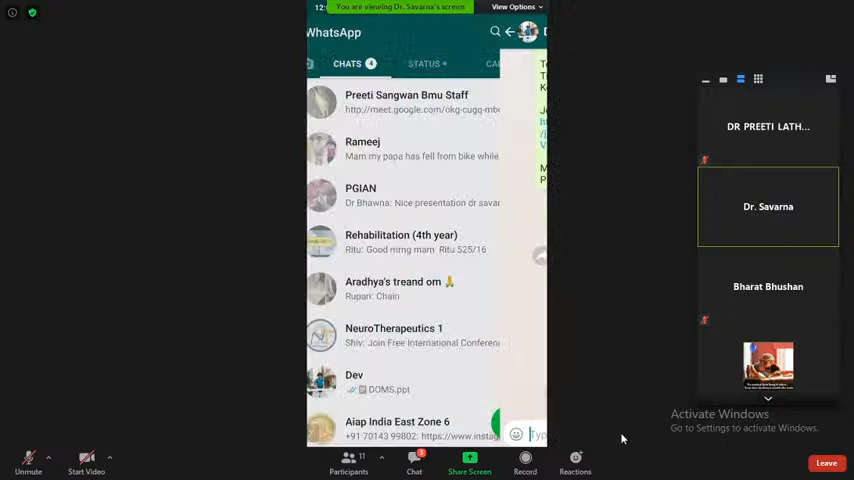 12:
You are viewing Dr. Savarna's screen
View Options
WhatsApp
CHATS 4
STATUS
CAL
Preeti Sangwan Bmu Staff
http://meet.google.com/okg-cugq-mb
Rameej
Mam my papa has fell from bike while
PGIAN
Dr Bhawna: Nice presentation dr savar
Rehabilitation (4th year)
Ritu: Good mrng mam Ritu 525/16
Aradhya's treand om 🙏
Rupan: Chain
NeuroTherapeutics 1
Shiv: Join Free International Conferen
Dev
DOMS.ppt
Aiap India East Zone 6
+91 70143 99802: https://www.instag
Typ
DR PREETI LATH...
Dr. Savarna
Bharat Bhushan
Activate Windows
Go to Settings to activate Windows.
Unmute
Start Video
Participants
11
Chat
3
Share Screen
Record
Reactions
Leave